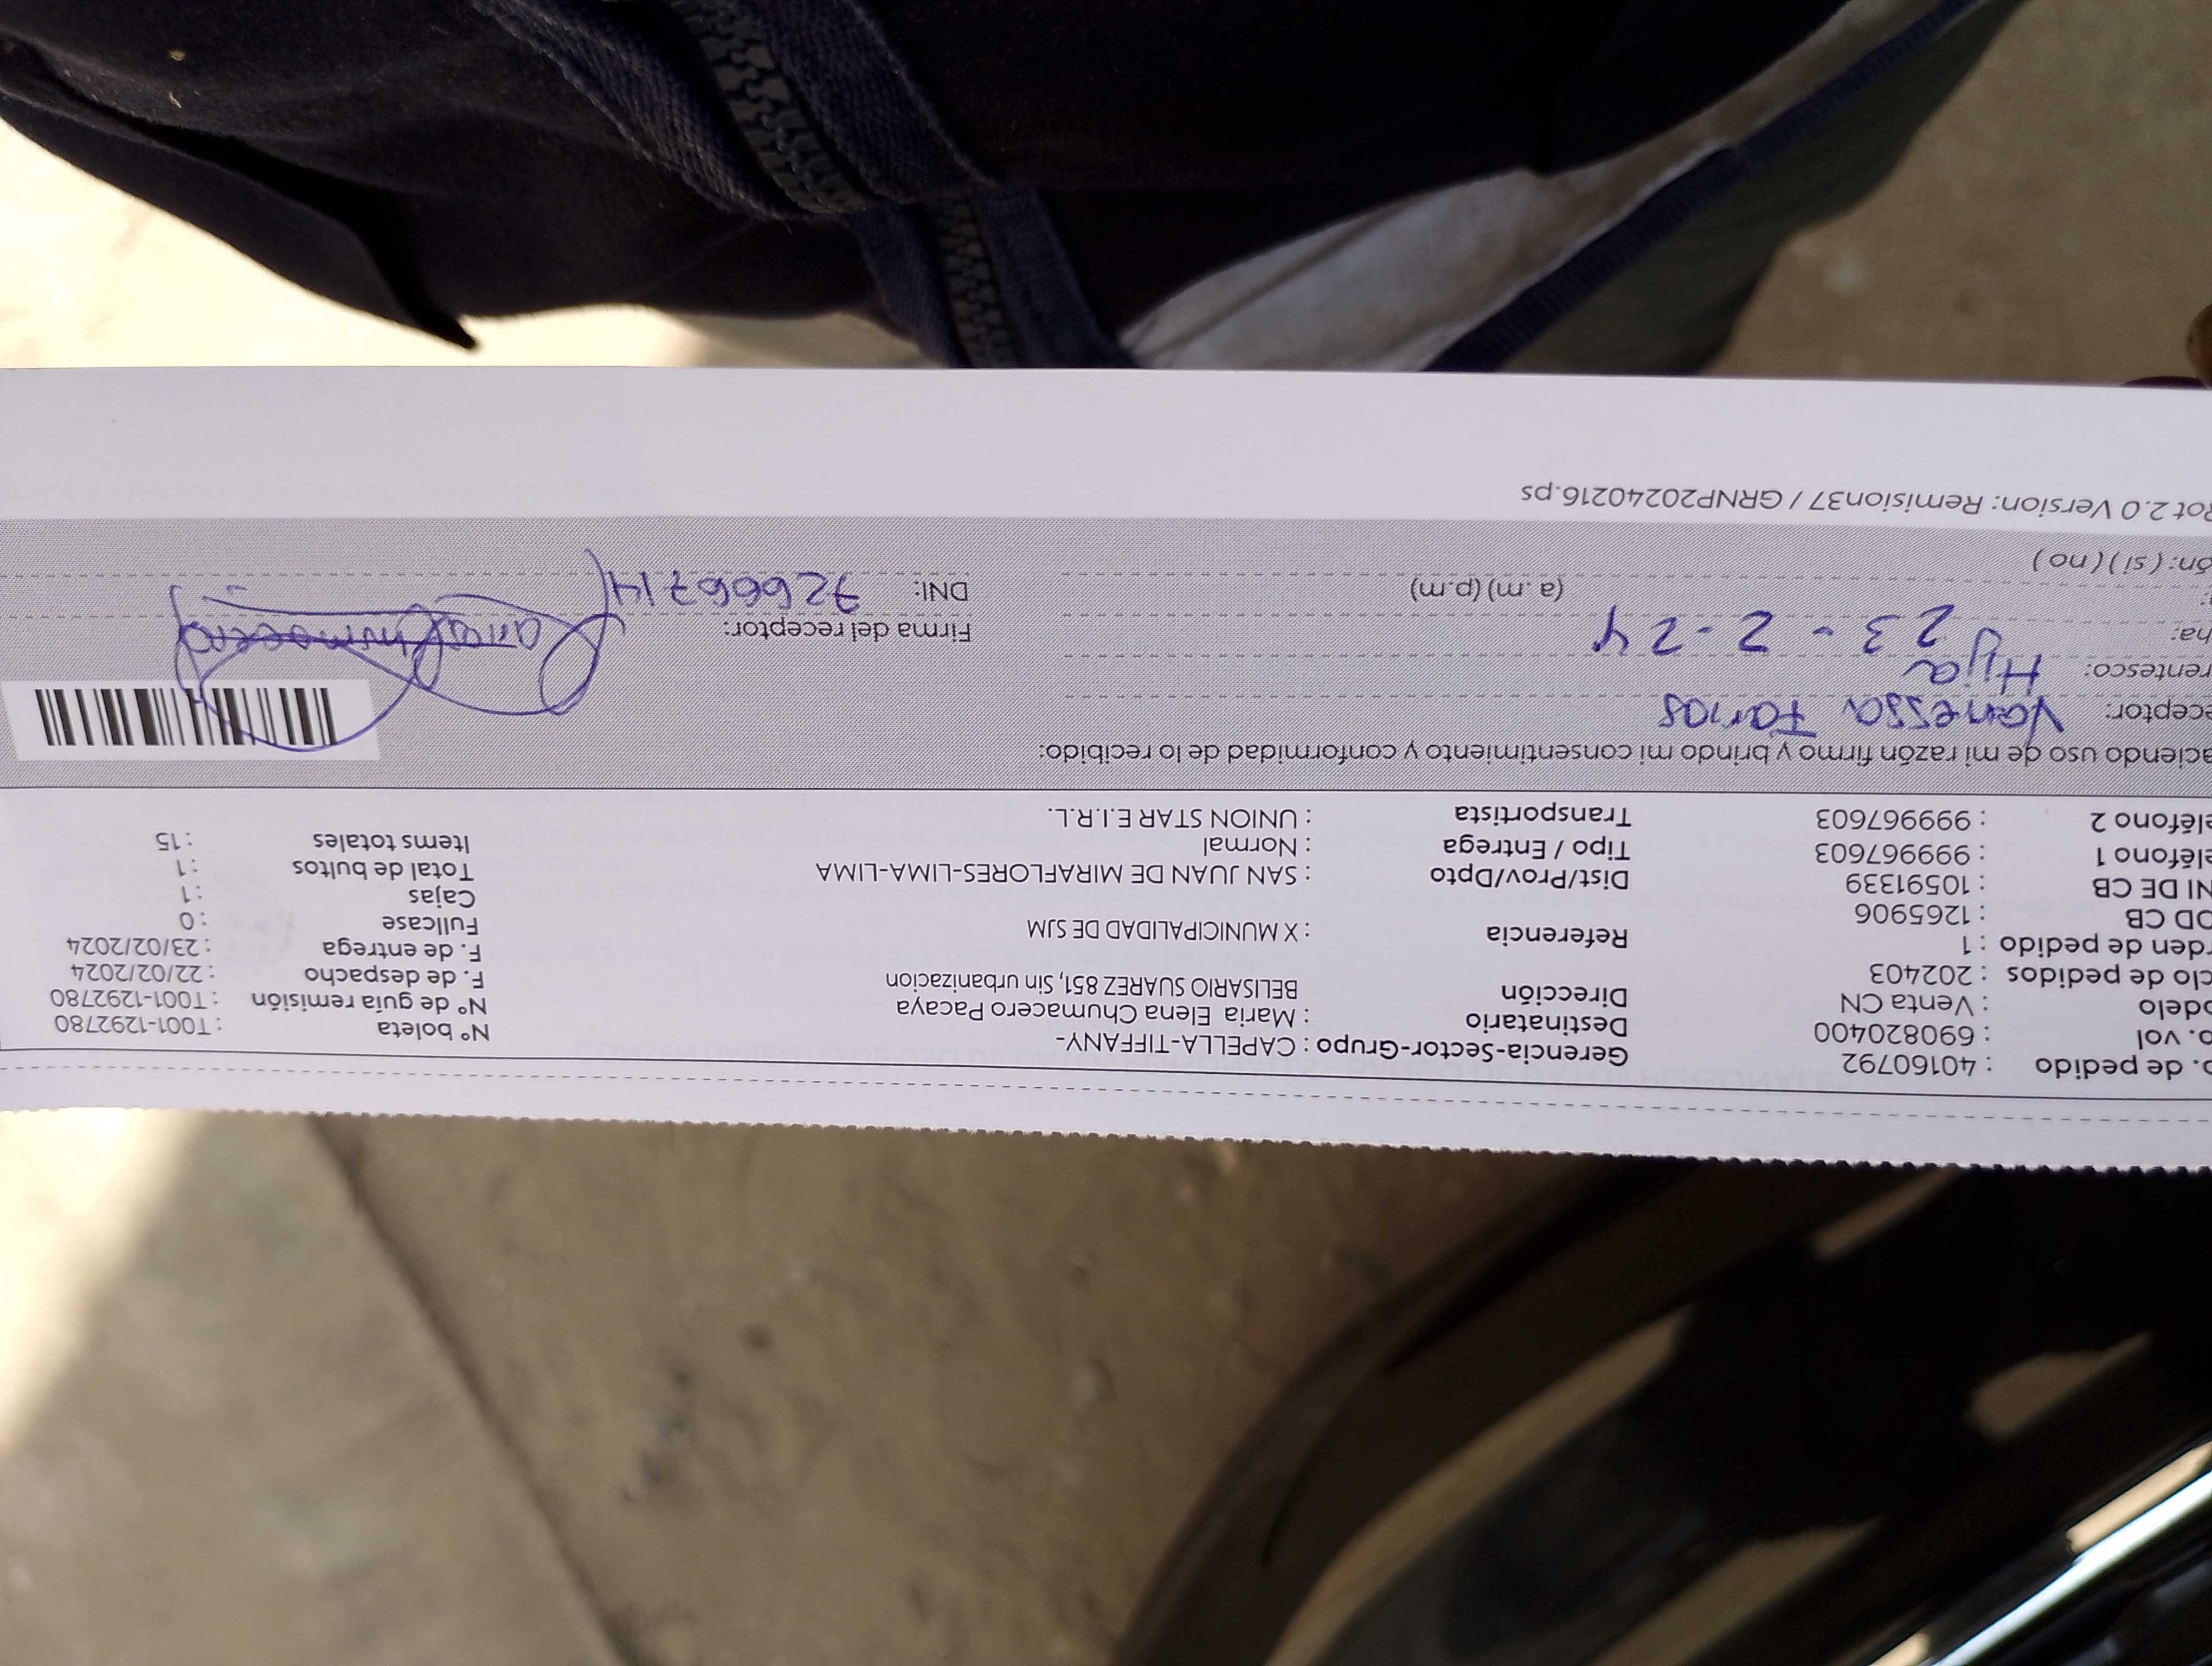 o. de pedido : 40160792 Gerencia-Sector-Grupo : CAPELLA-TIFFANY- N° boleta : T001-1292780
o. vol : 690820400 Destinatario : Maria Elena Chumacero Pacaya N° de guía remisión : T001-1292780
odelo : Venta CN Dirección BELISARIO SUAREZ 851, Sin urbanizacion F. de despacho : 22/02/2024
clo de pedidos : 202403 F. de entrega : 23/02/2024
rden de pedido : 1 Referencia : X MUNICIPALIDAD DE SJM Fullcase : 0
OD CB : 1265906 Cajas : 1
NI DE CB : 10591339 Dist/Prov/Dpto : SAN JUAN DE MIRAFLORES-LIMA-LIMA Total de bultos : 1
eléfono 1 : 999967603 Tipo / Entrega : Normal Items totales : 15
eléfono 2 : 999967603 Transportista : UNION STAR E.I.R.L.
aciendo uso de mi razón firmo y brindo mi consentimiento y conformidad de lo recibido:
eceptor: Vanessa Farias
rentesco: Hija
ha: 23 - 2 - 24 Firma del receptor:
(a.m) (p.m) DNI: 72666714
ón: ( si ) ( no )
Rot 2.0 Version: Remision37 / GRNP20240216.ps